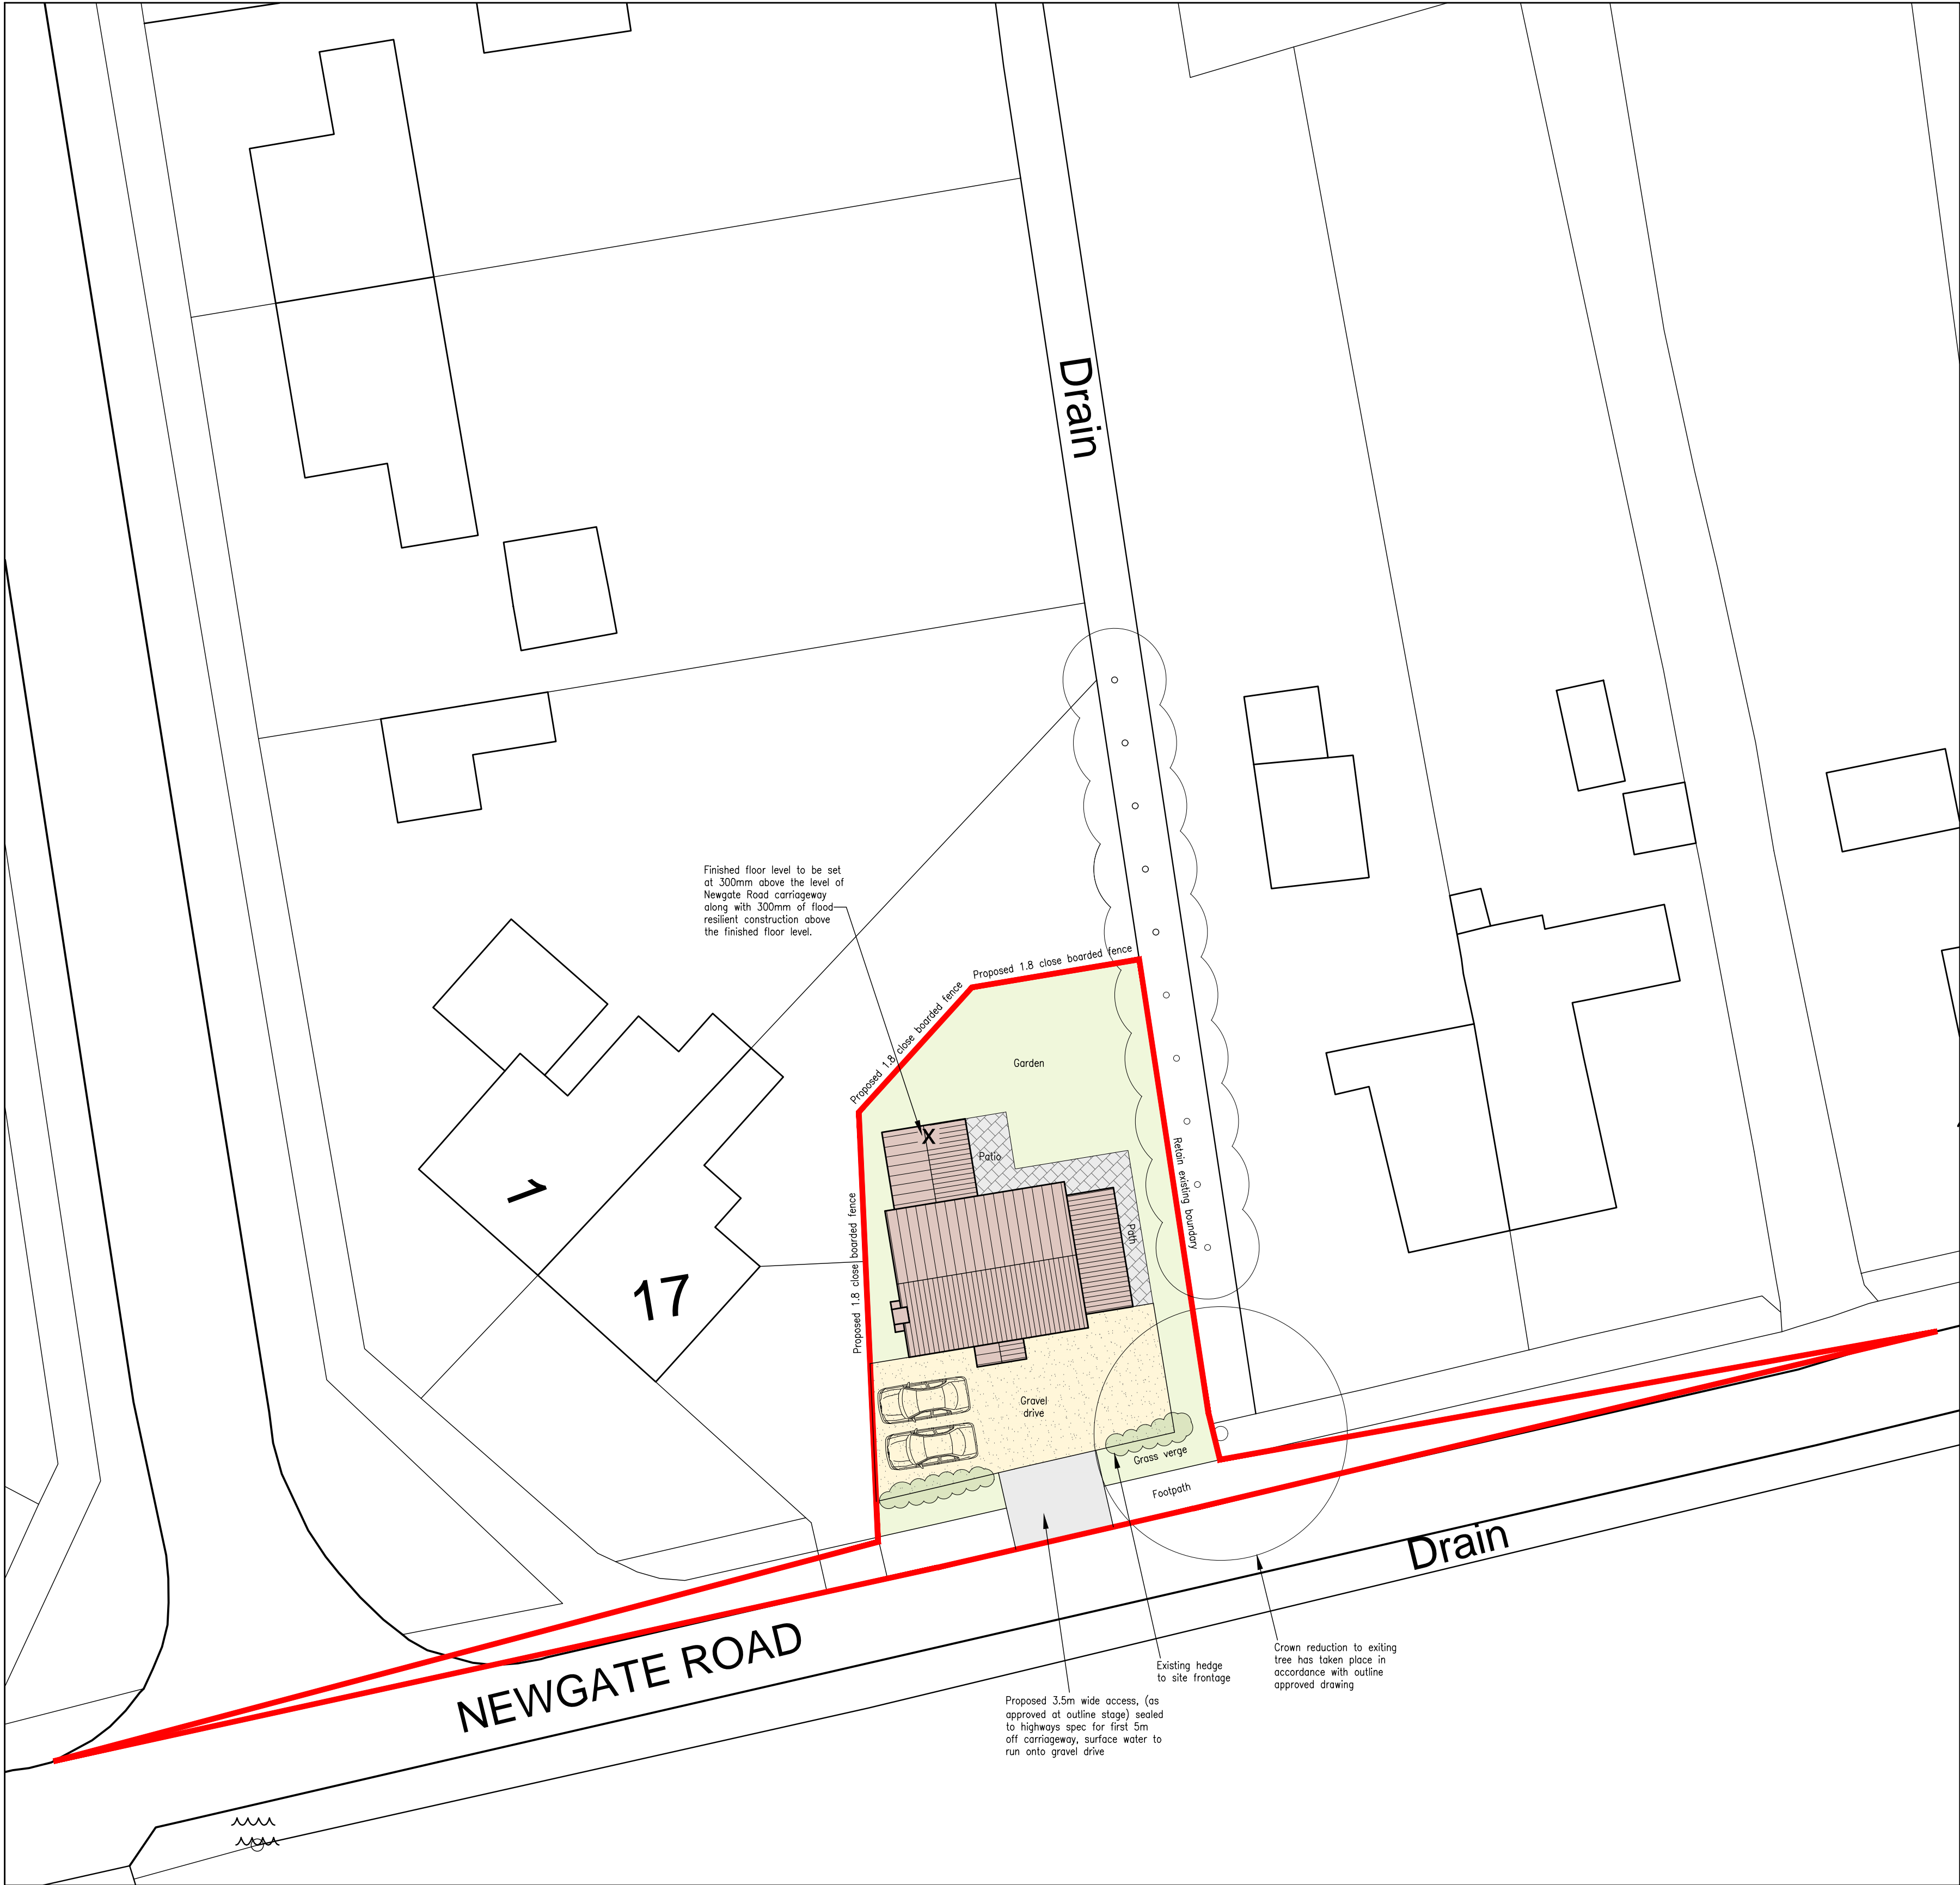 Drain
Finished floor level to be set
at 300mm above the level of
Newgate Road carriageway
along with 300mm of flood
resilient construction above
the finished floor level.
Proposed 1.8 close boarded fence
Proposed 1.8 close boarded fence
Garden
X
Patio
Retain existing boundary
Path
Proposed 1.8 close boarded fence
1
17
Gravel
drive
Grass verge
Footpath
Drain
NEWGATE ROAD
Crown reduction to exiting
tree has taken place in
accordance with outline
approved drawing
Existing hedge
to site frontage
Proposed 3.5m wide access, (as
approved at outline stage) sealed
to highways spec for first 5m
off carriageway, surface water to
run onto gravel drive